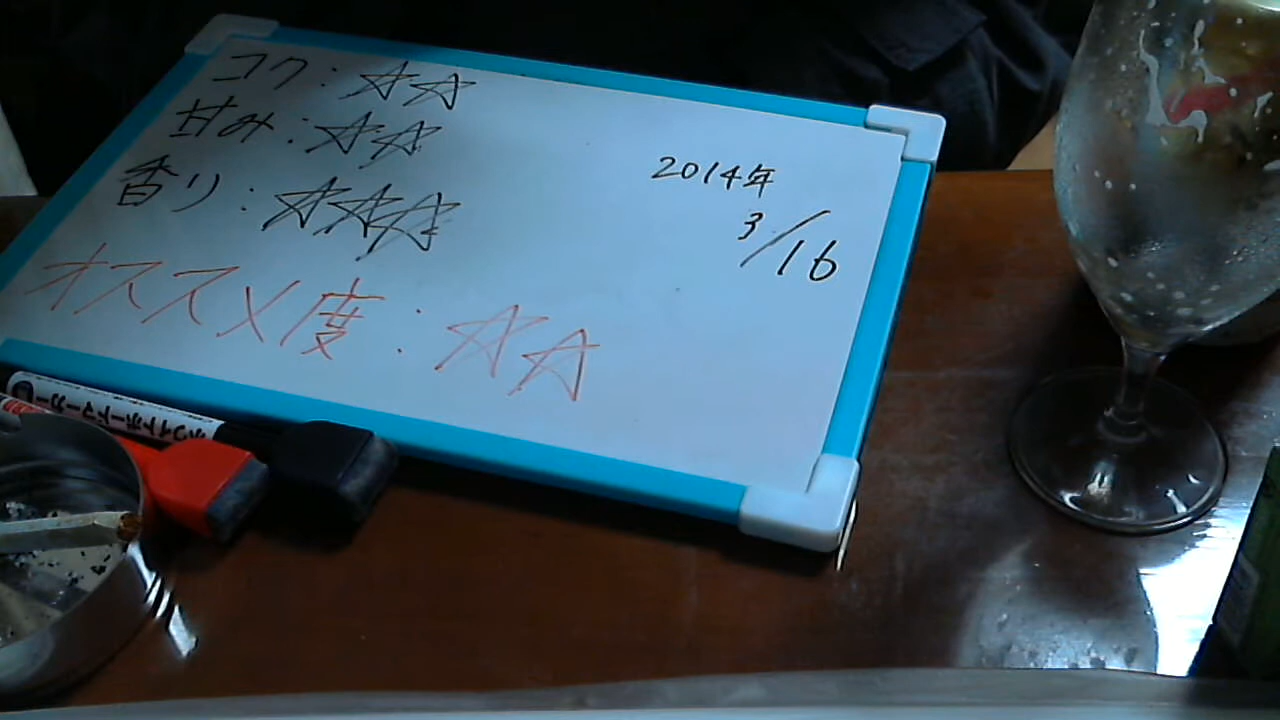 コク：☆☆
甘み：☆☆
香り：☆☆☆
オススメ度：☆☆
2014年
3/16
ホワイトボードマーカー